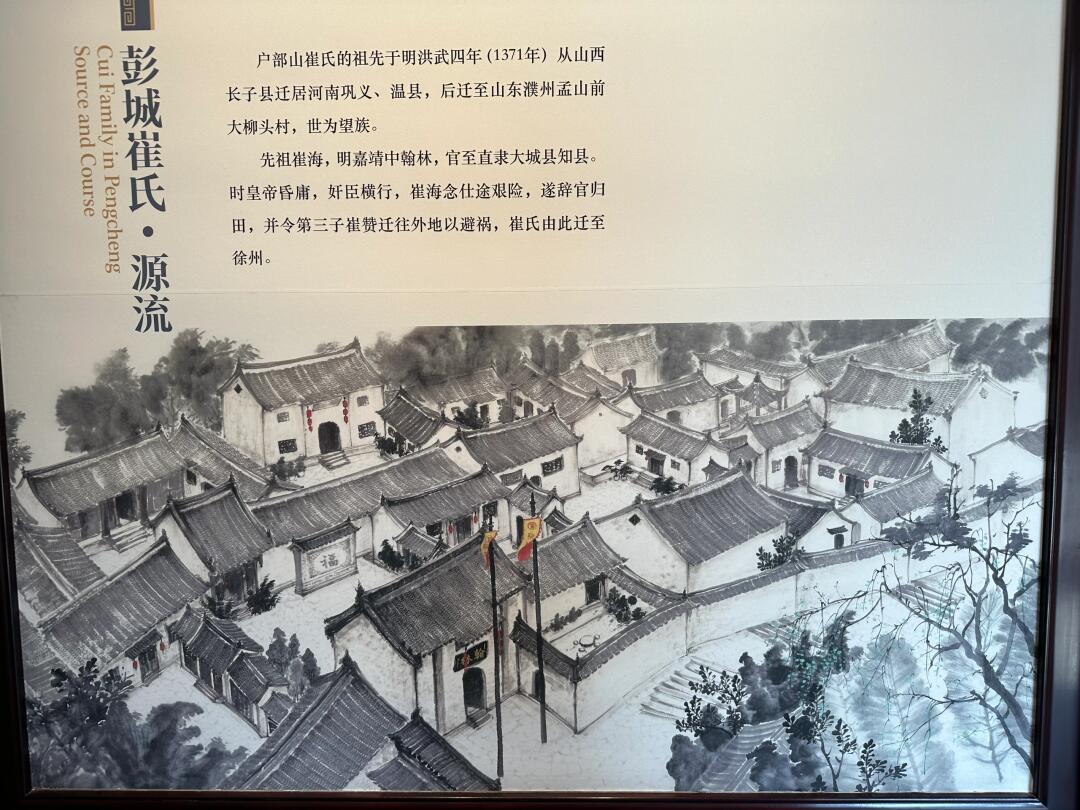 彭城崔氏·源流
Cui Family in Pengcheng
Source and Course
户部山崔氏的祖先于明洪武四年(1371年)从山西
长子县迁居河南巩义、温县，后迁至山东濮州孟山前
大柳头村，世为望族。
先祖崔海，明嘉靖中翰林，官至直隶大城县知县。
时皇帝昏庸，奸臣横行，崔海念仕途艰险，遂辞官归
田，并令第三子崔赞迁往外地以避祸，崔氏由此迁至
徐州。
福
翰林